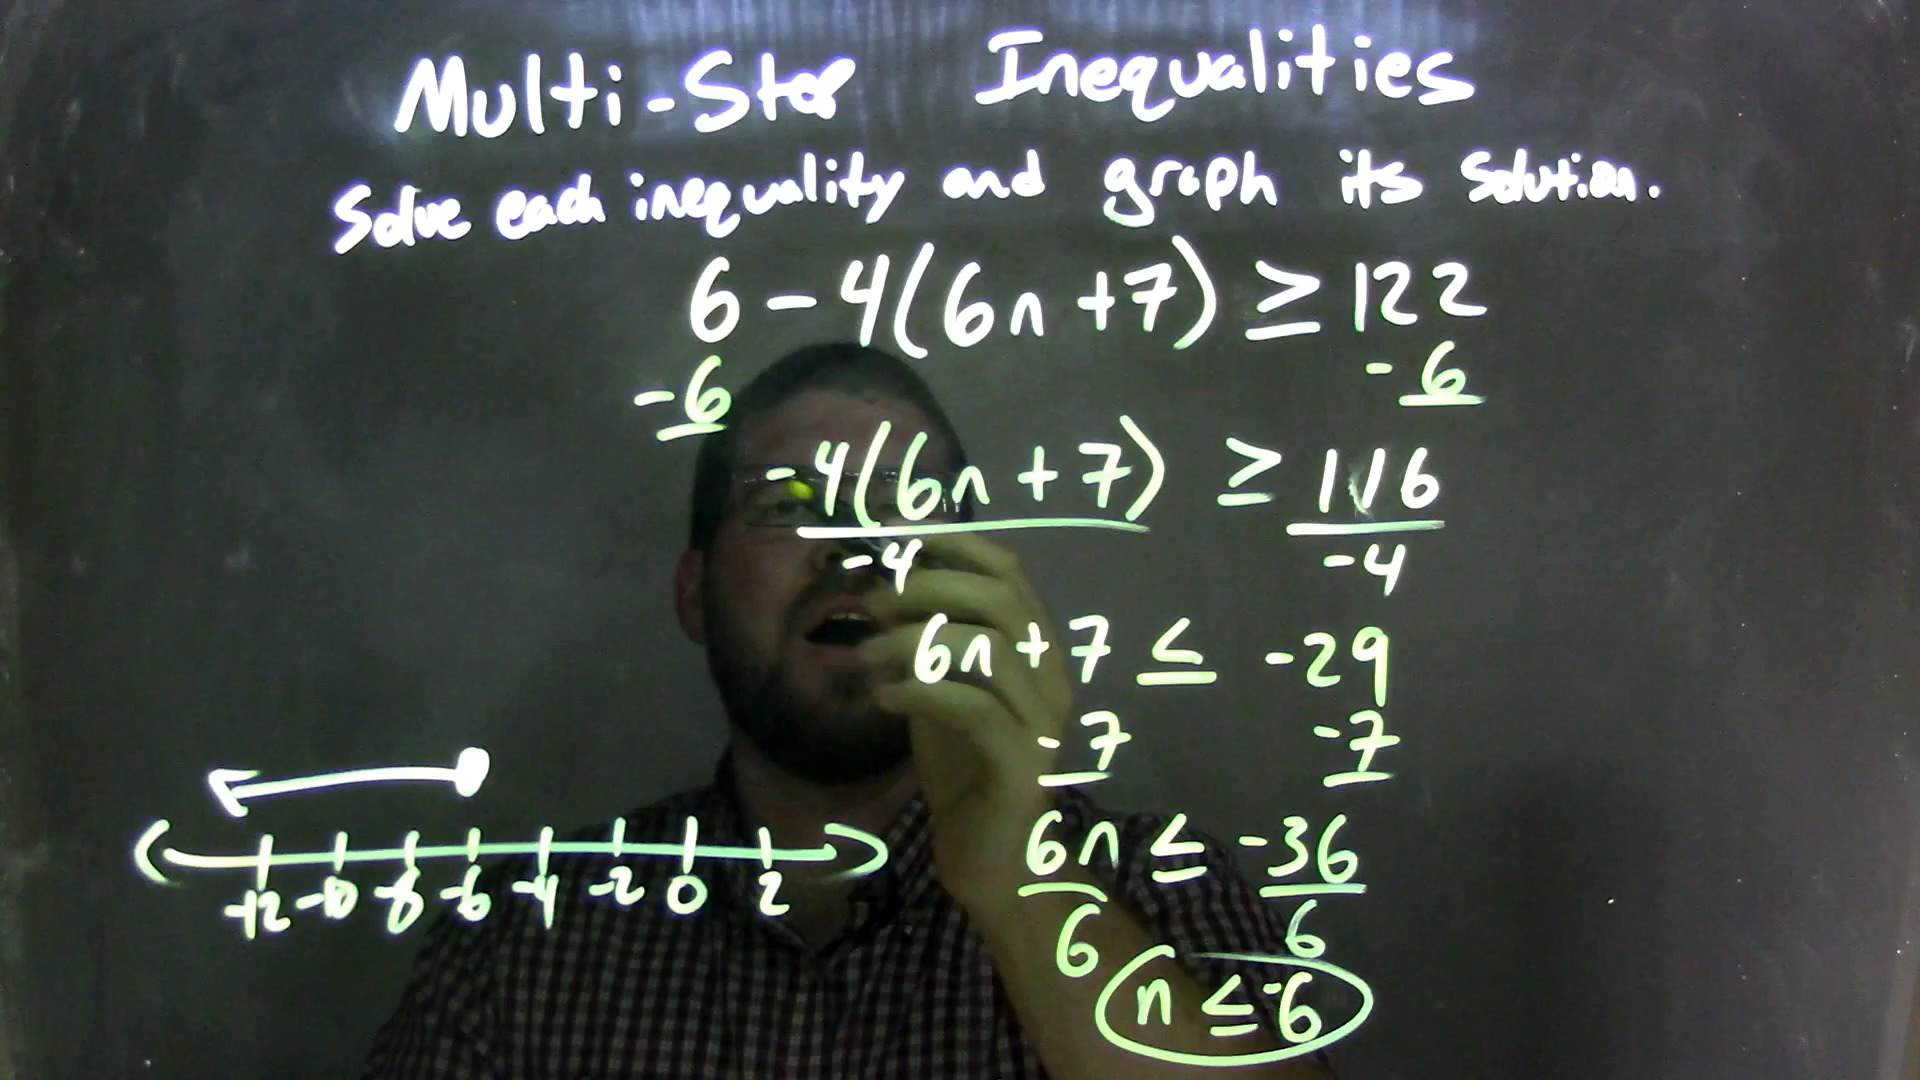 Multi-Step Inequalities
Solve each inequality and graph its solution.
6 - 4(6n + 7) ≥ 122
-6 -6
-4(6n + 7) ≥ 116
-4 -4
6n + 7 ≤ -29
-7 -7
6n ≤ -36
6 6
n ≤ -6
-12 -10 -8 -6 -4 -2 0 2